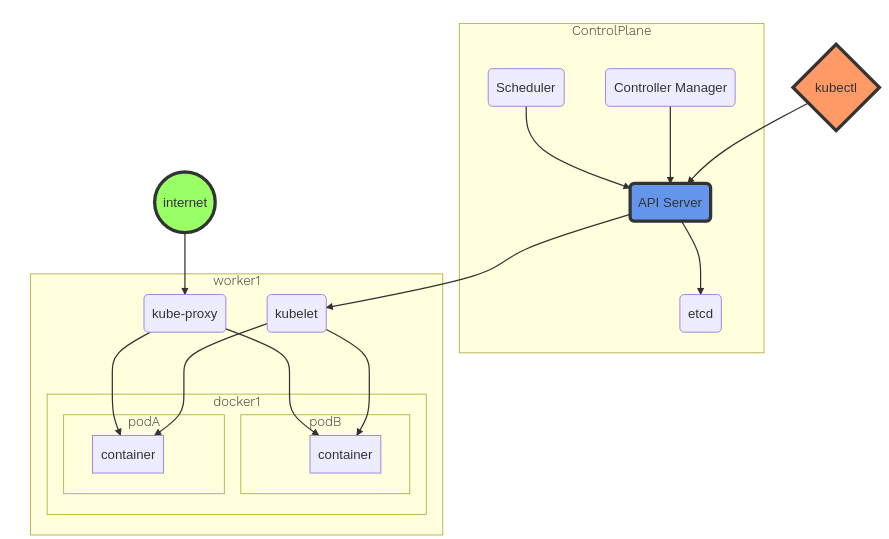 ControlPlane
Scheduler
Controller Manager
kubectl
internet
API Server
worker1
kube-proxy
kubelet
etcd
docker1
podA
podB
container
container